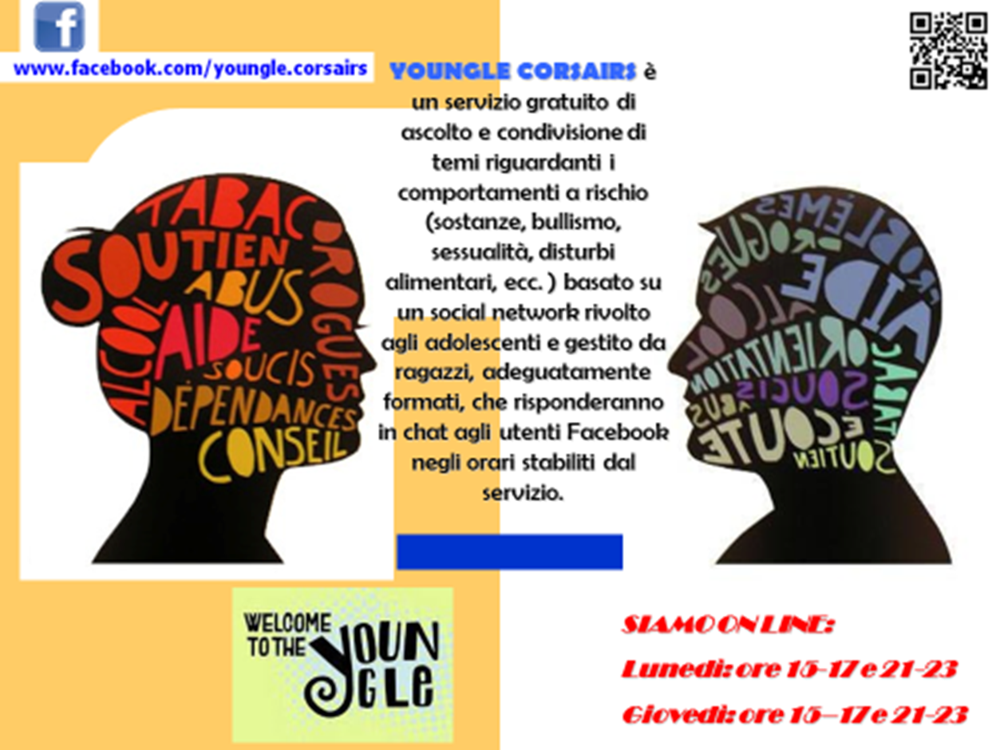 f
www.facebook.com/youngle.corsairs
YOUNGLE CORSAIRS è
un servizio gratuito di
ascolto e condivisione di
temi riguardanti i
comportamenti a rischio
(sostanze, bullismo,
sessualità, disturbi
alimentari, ecc. ) basato su
un social network rivolto
agli adolescenti e gestito da
ragazzi, adeguatamente
formati, che risponderanno
in chat agli utenti Facebook
negli orari stabiliti dal
servizio.
TABAC
DROGUES
SOUTIEN
ABUS
ALCOOL
AIDE
SOUCIS
DÉPENDANCES
CONSEIL
PROBLÈMES
DROGUES
AIDE
ALCOOL
ORIENTATION
TABAC
SOUCIS
ABUS
ÉCOUTE
SOUTIEN
WELCOME
TO THE
YOUN
GLE
SIAMO ON LINE:
Lunedì: ore 15-17 e 21-23
Giovedì: ore 15–17 e 21-23